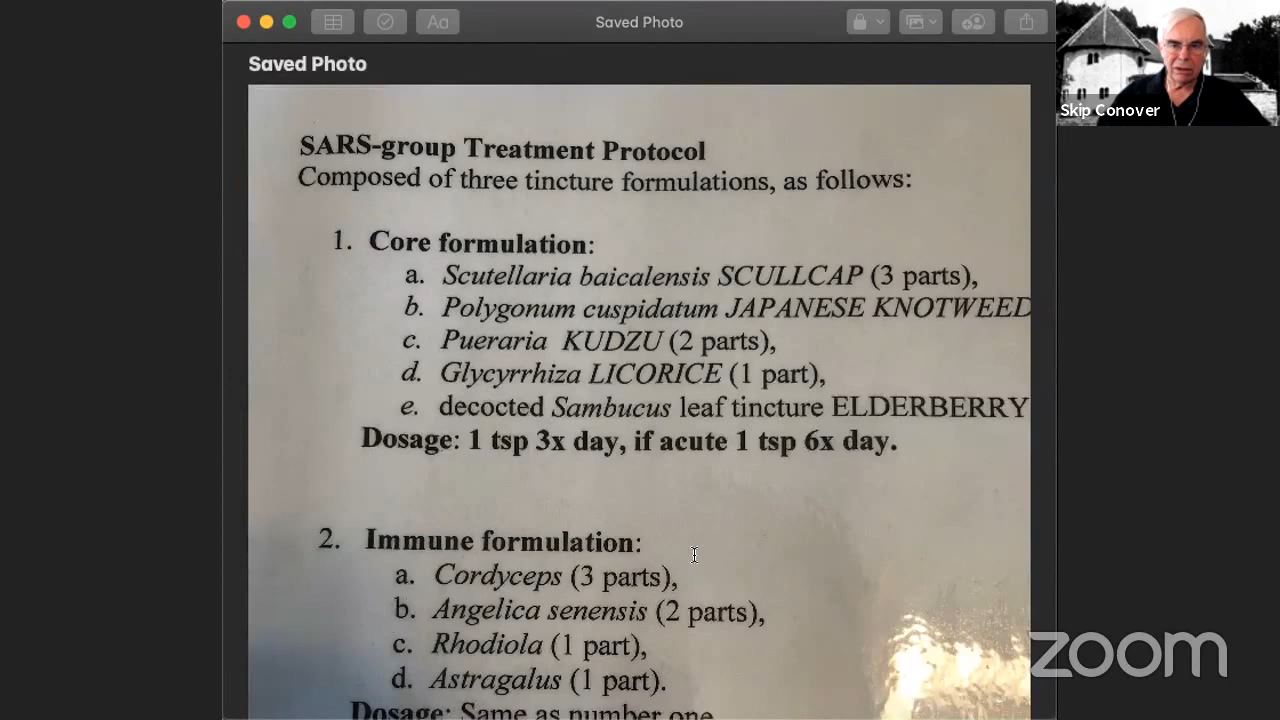 Saved Photo
Aa
Saved Photo
SARS-group Treatment Protocol
Composed of three tincture formulations, as follows:
1. Core formulation:
a. Scutellaria baicalensis SCULLCAP (3 parts),
b. Polygonum cuspidatum JAPANESE KNOTWEED
c. Pueraria KUDZU (2 parts),
d. Glycyrrhiza LICORICE (1 part),
e. decocted Sambucus leaf tincture ELDERBERRY
Dosage: 1 tsp 3x day, if acute 1 tsp 6x day.
2. Immune formulation:
a. Cordyceps (3 parts),
b. Angelica senensis (2 parts),
c. Rhodiola (1 part),
d. Astragalus (1 part).
Dosage: Same as number one
Skip Conover
zoom